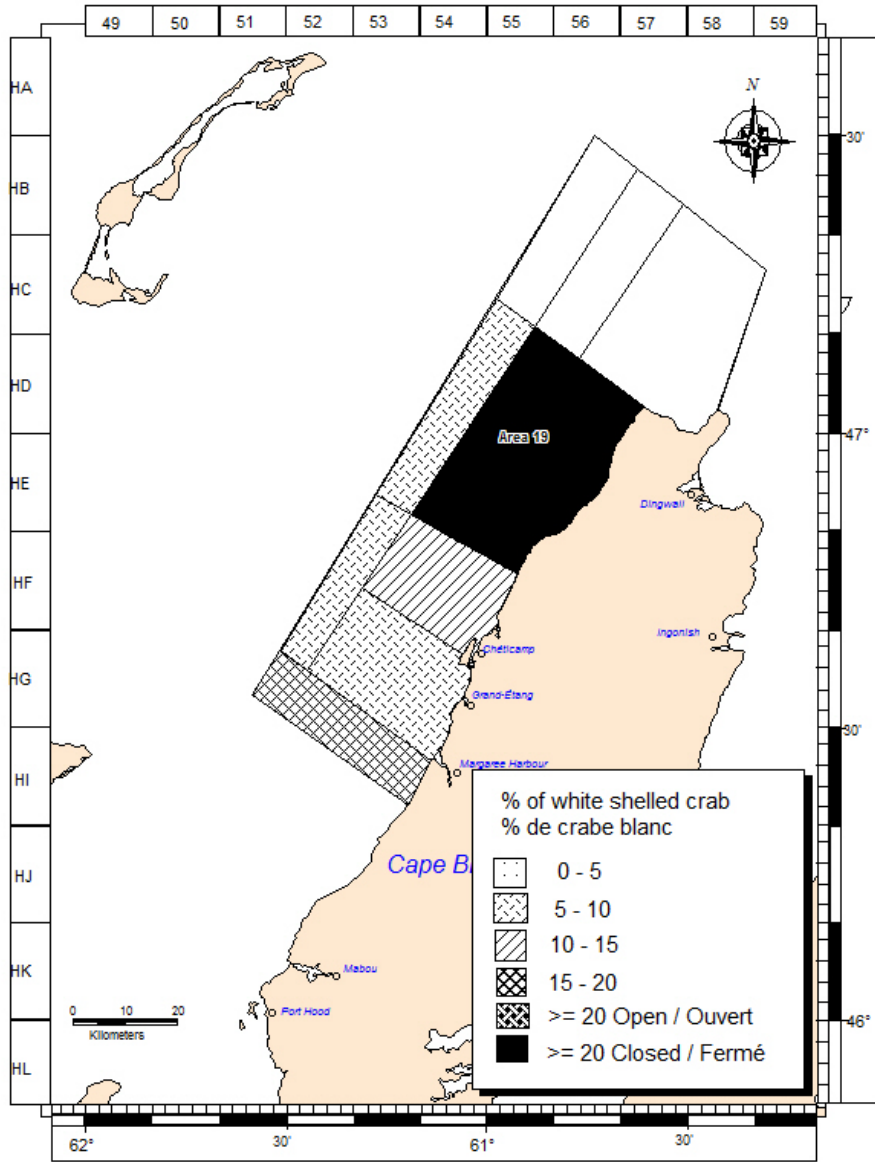 49 50 51 52 53 54 55 56 57 58 59
HA
HB
HC
HD
HE
HF
HG
HI
HJ
HK
HL
N
30'
47°
30'
46°
Area 19
Dingwall
Ingonish
Chéticamp
Grand-Étang
Margaree Harbour
Cape B
Mabou
Port Hood
0 10 20
Kilometers
% of white shelled crab
% de crabe blanc
0 - 5
5 - 10
10 - 15
15 - 20
>= 20 Open / Ouvert
>= 20 Closed / Fermé
62° 30' 61° 30'